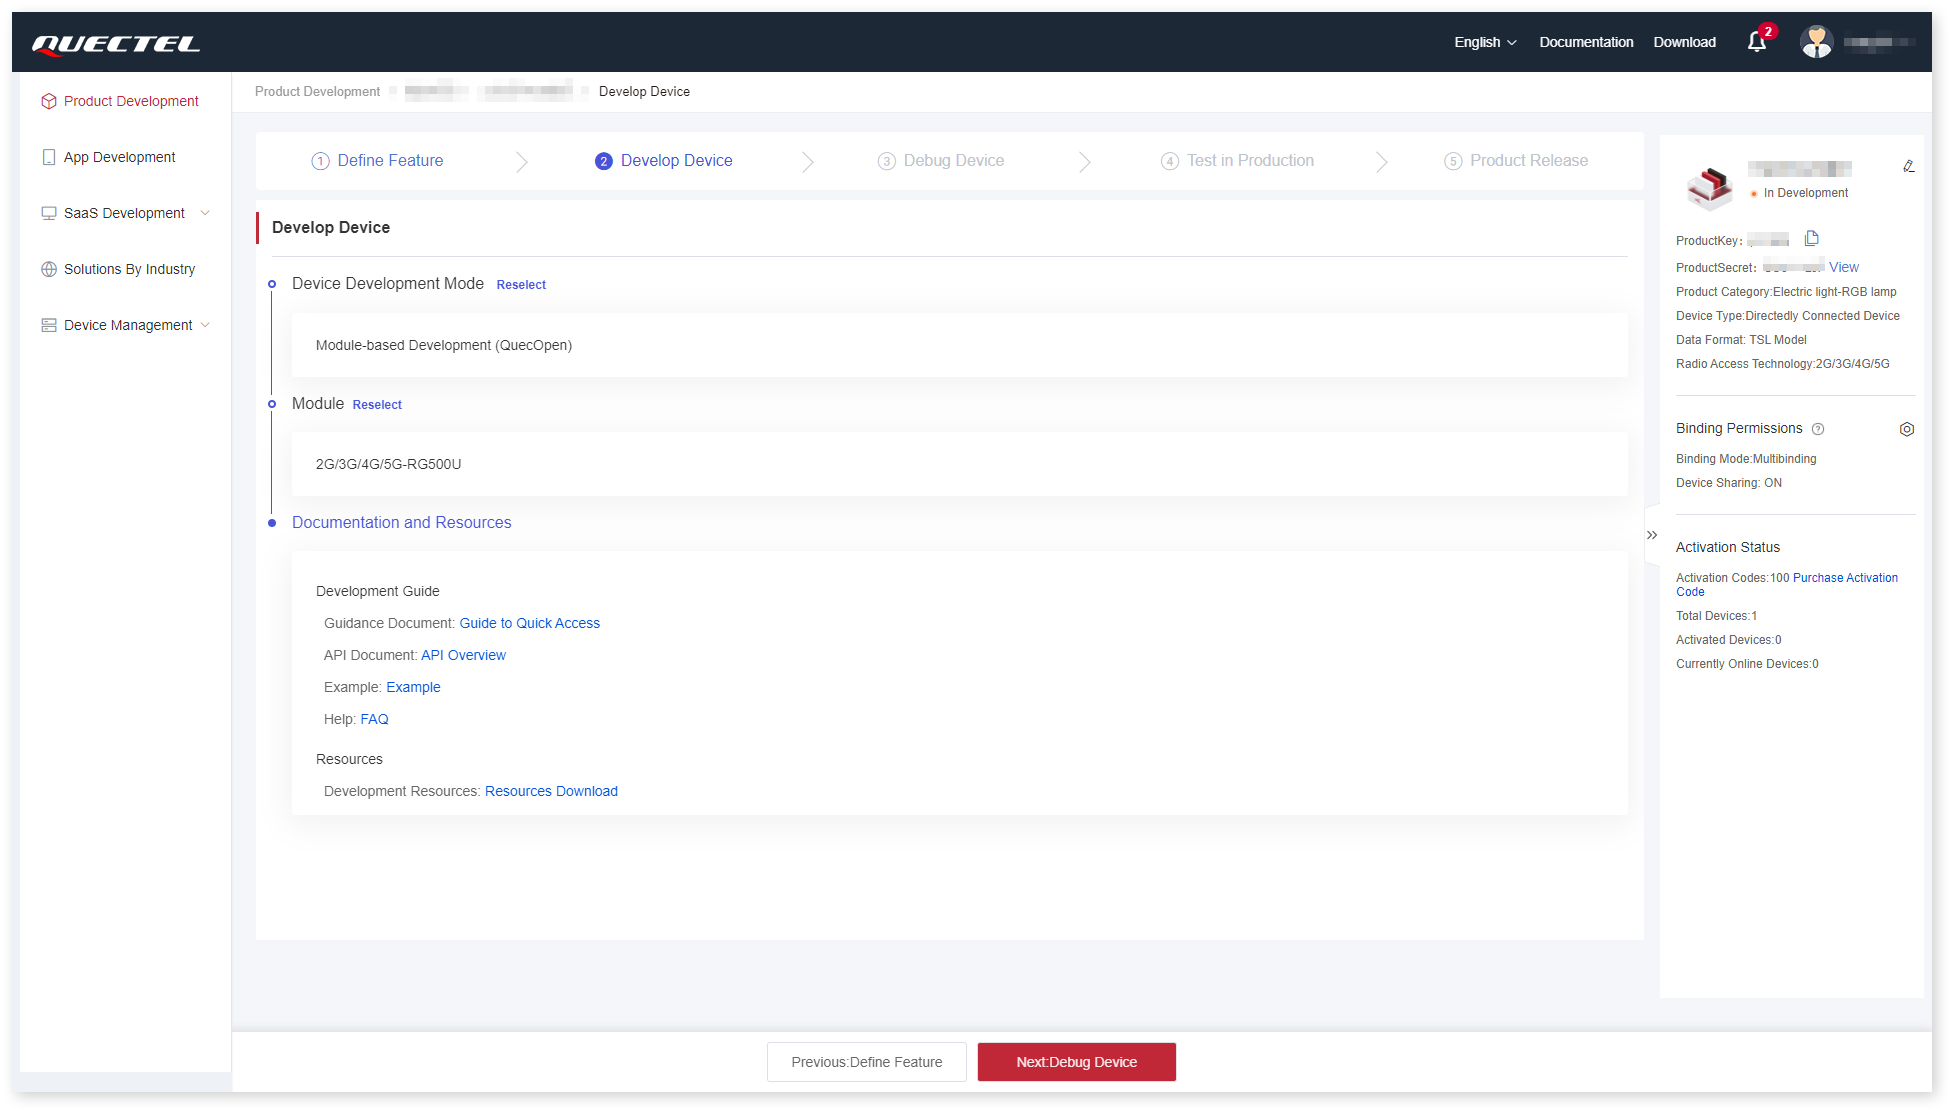 QUECTEL
English
Documentation
Download
2
Product Development
App Development
SaaS Development
Solutions By Industry
Device Management
Product Development
Develop Device
1 Define Feature
2 Develop Device
3 Debug Device
4 Test in Production
5 Product Release
Develop Device
Device Development Mode Reselect
Module-based Development (QuecOpen)
Module Reselect
2G/3G/4G/5G-RG500U
Documentation and Resources
Development Guide
Guidance Document: Guide to Quick Access
API Document: API Overview
Example: Example
Help: FAQ
Resources
Development Resources: Resources Download
In Development
ProductKey:
ProductSecret: View
Product Category:Electric light-RGB lamp
Device Type:Directedly Connected Device
Data Format: TSL Model
Radio Access Technology:2G/3G/4G/5G
Binding Permissions ?
Binding Mode:Multibinding
Device Sharing: ON
Activation Status
Activation Codes:100 Purchase Activation
Code
Total Devices:1
Activated Devices:0
Currently Online Devices:0
Previous:Define Feature
Next:Debug Device